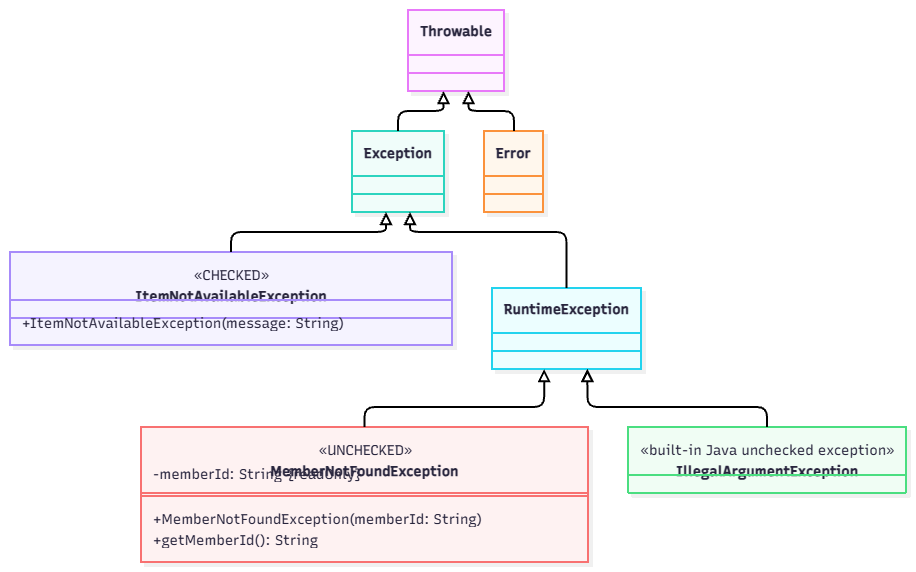 Throwable
Exception
Error
«CHECKED»
ItemNotAvailableException
+ItemNotAvailableException(message: String)
RuntimeException
«UNCHECKED»
MemberNotFoundException
-memberId: String {readOnly}
+MemberNotFoundException(memberId: String)
+getMemberId(): String
«built-in Java unchecked exception»
IllegalArgumentException